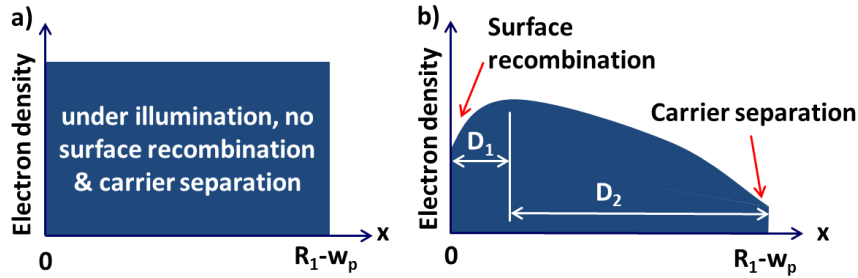 a)
Electron density
under illumination, no
surface recombination
& carrier separation
0
R₁-wₚ
x
b)
Electron density
Surface
recombination
Carrier separation
D₁
D₂
0
R₁-wₚ
x